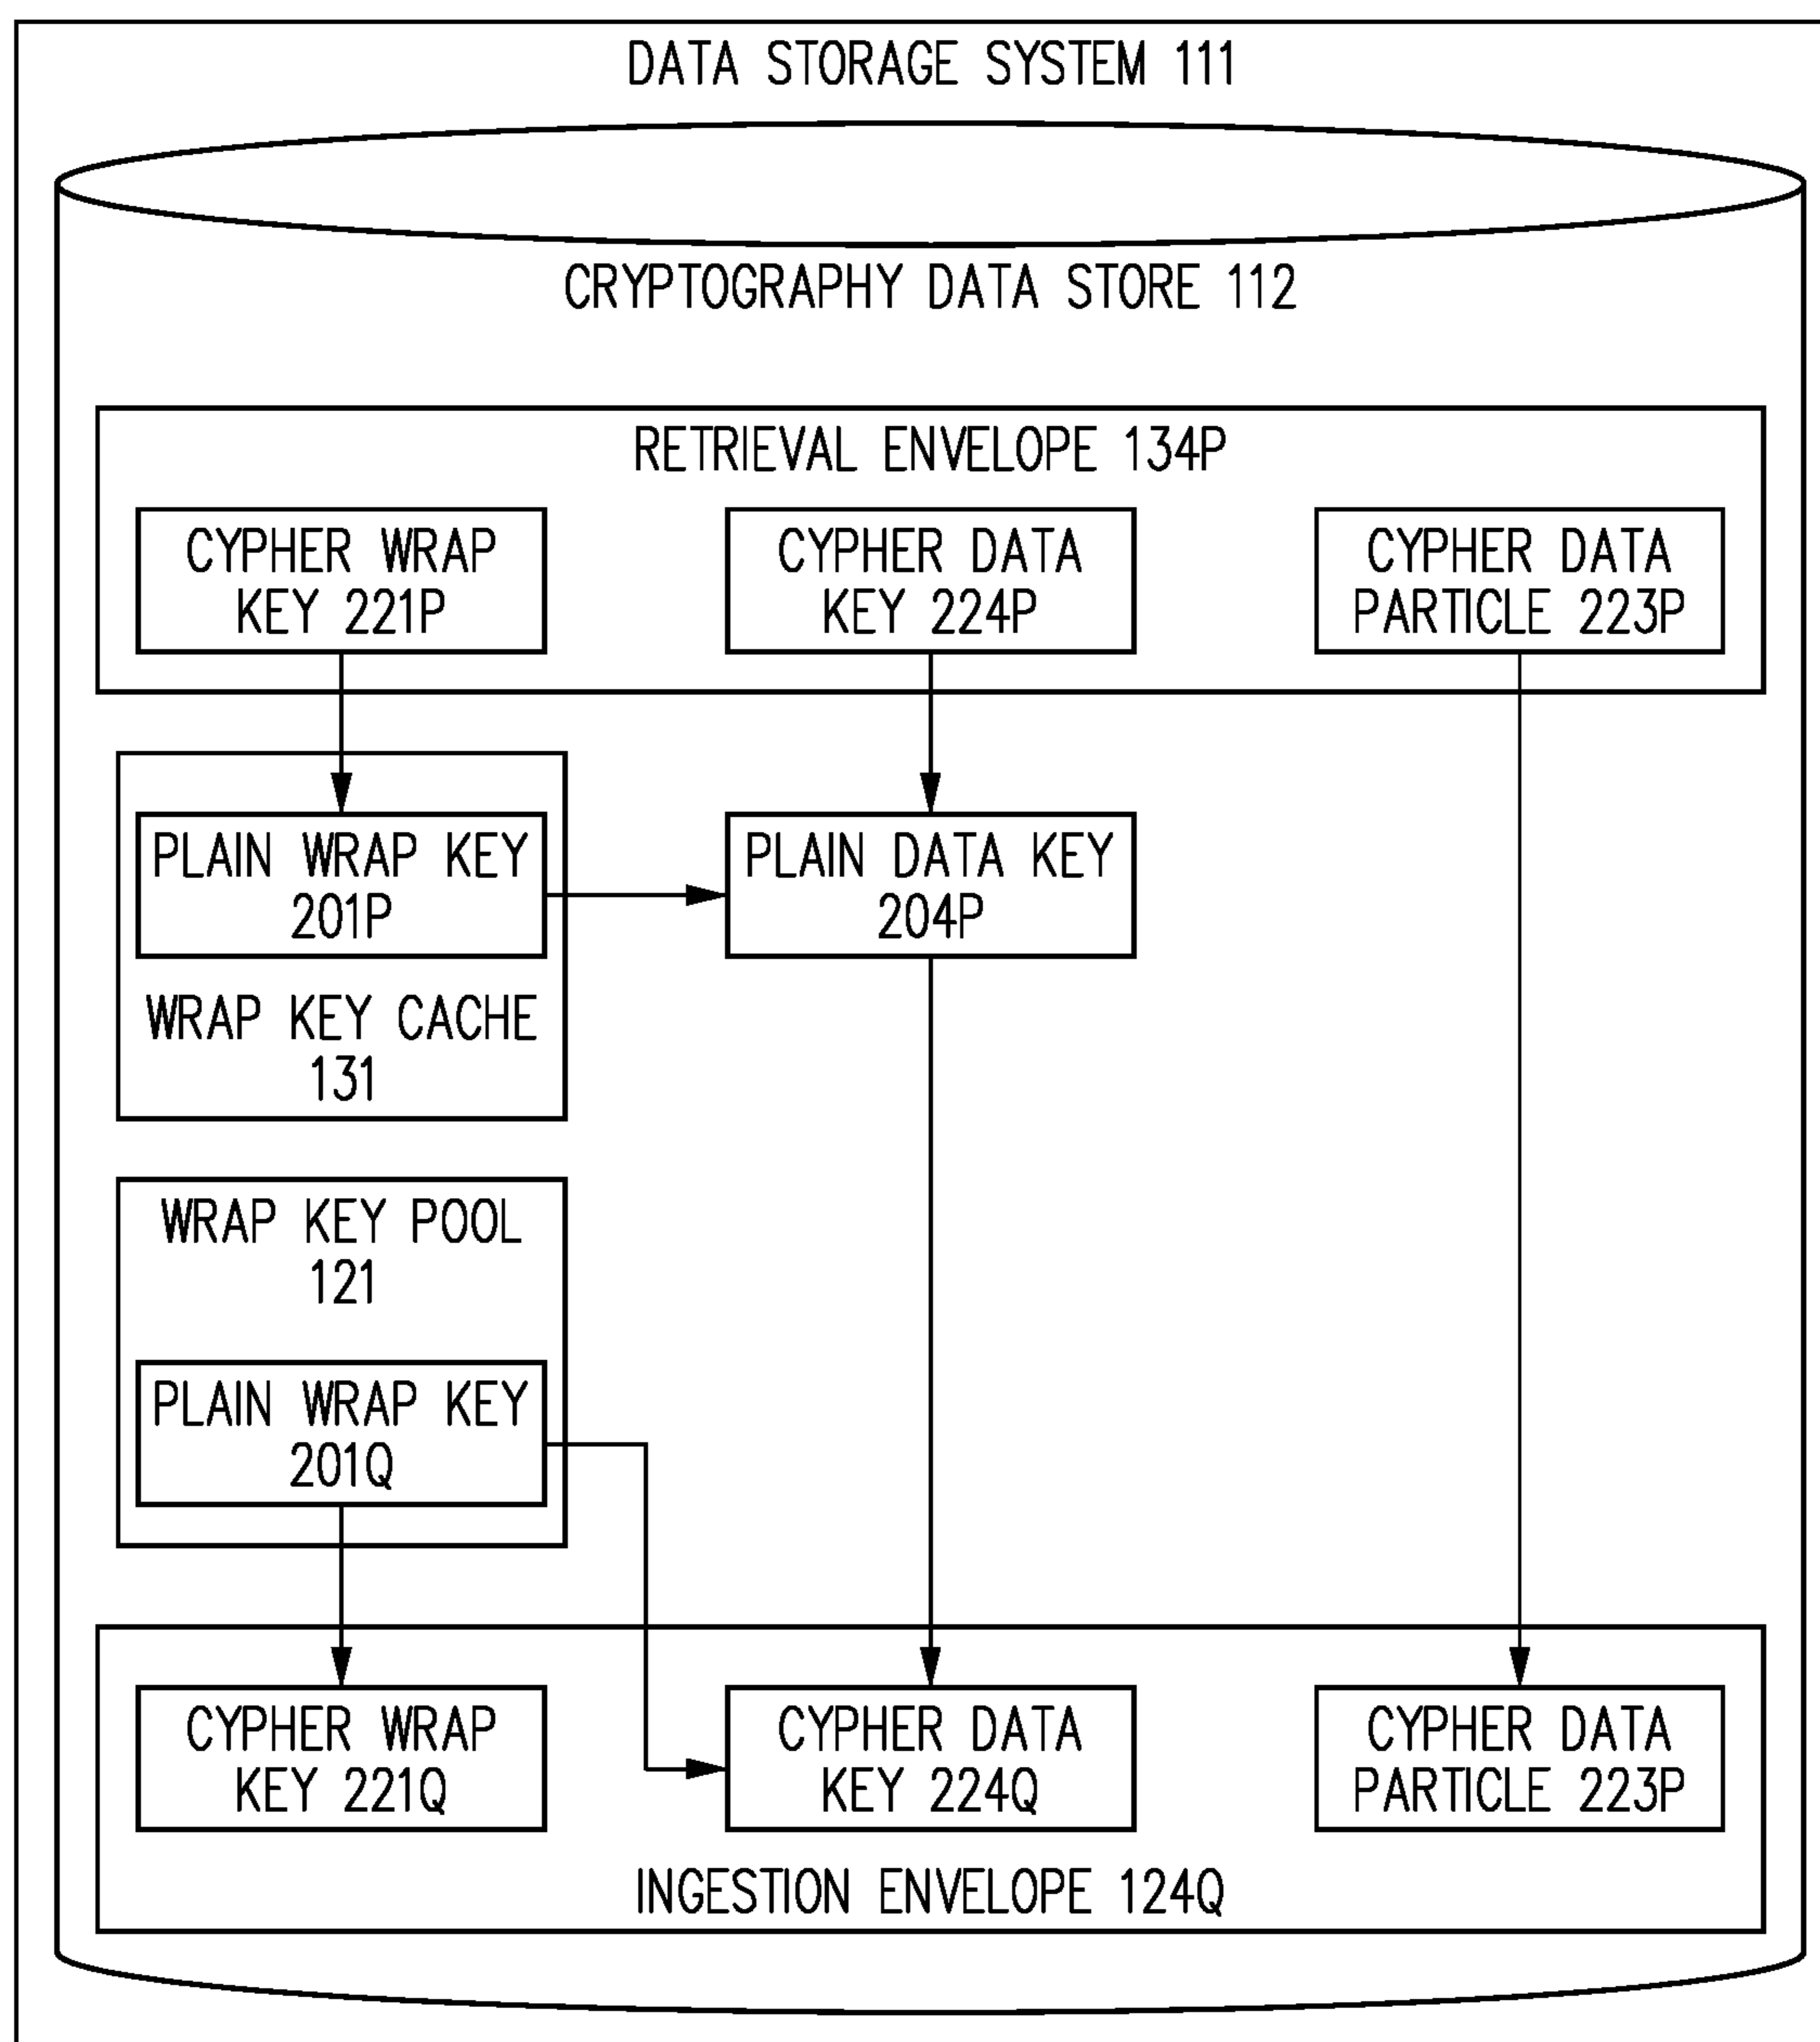 DATA STORAGE SYSTEM 111
CRYPTOGRAPHY DATA STORE 112
RETRIEVAL ENVELOPE 134P
CYPHER WRAP
KEY 221P
CYPHER DATA
KEY 224P
CYPHER DATA
PARTICLE 223P
PLAIN WRAP KEY
201P
WRAP KEY CACHE
131
PLAIN DATA KEY
204P
WRAP KEY POOL
121
PLAIN WRAP KEY
201Q
CYPHER WRAP
KEY 221Q
CYPHER DATA
KEY 224Q
CYPHER DATA
PARTICLE 223P
INGESTION ENVELOPE 124Q